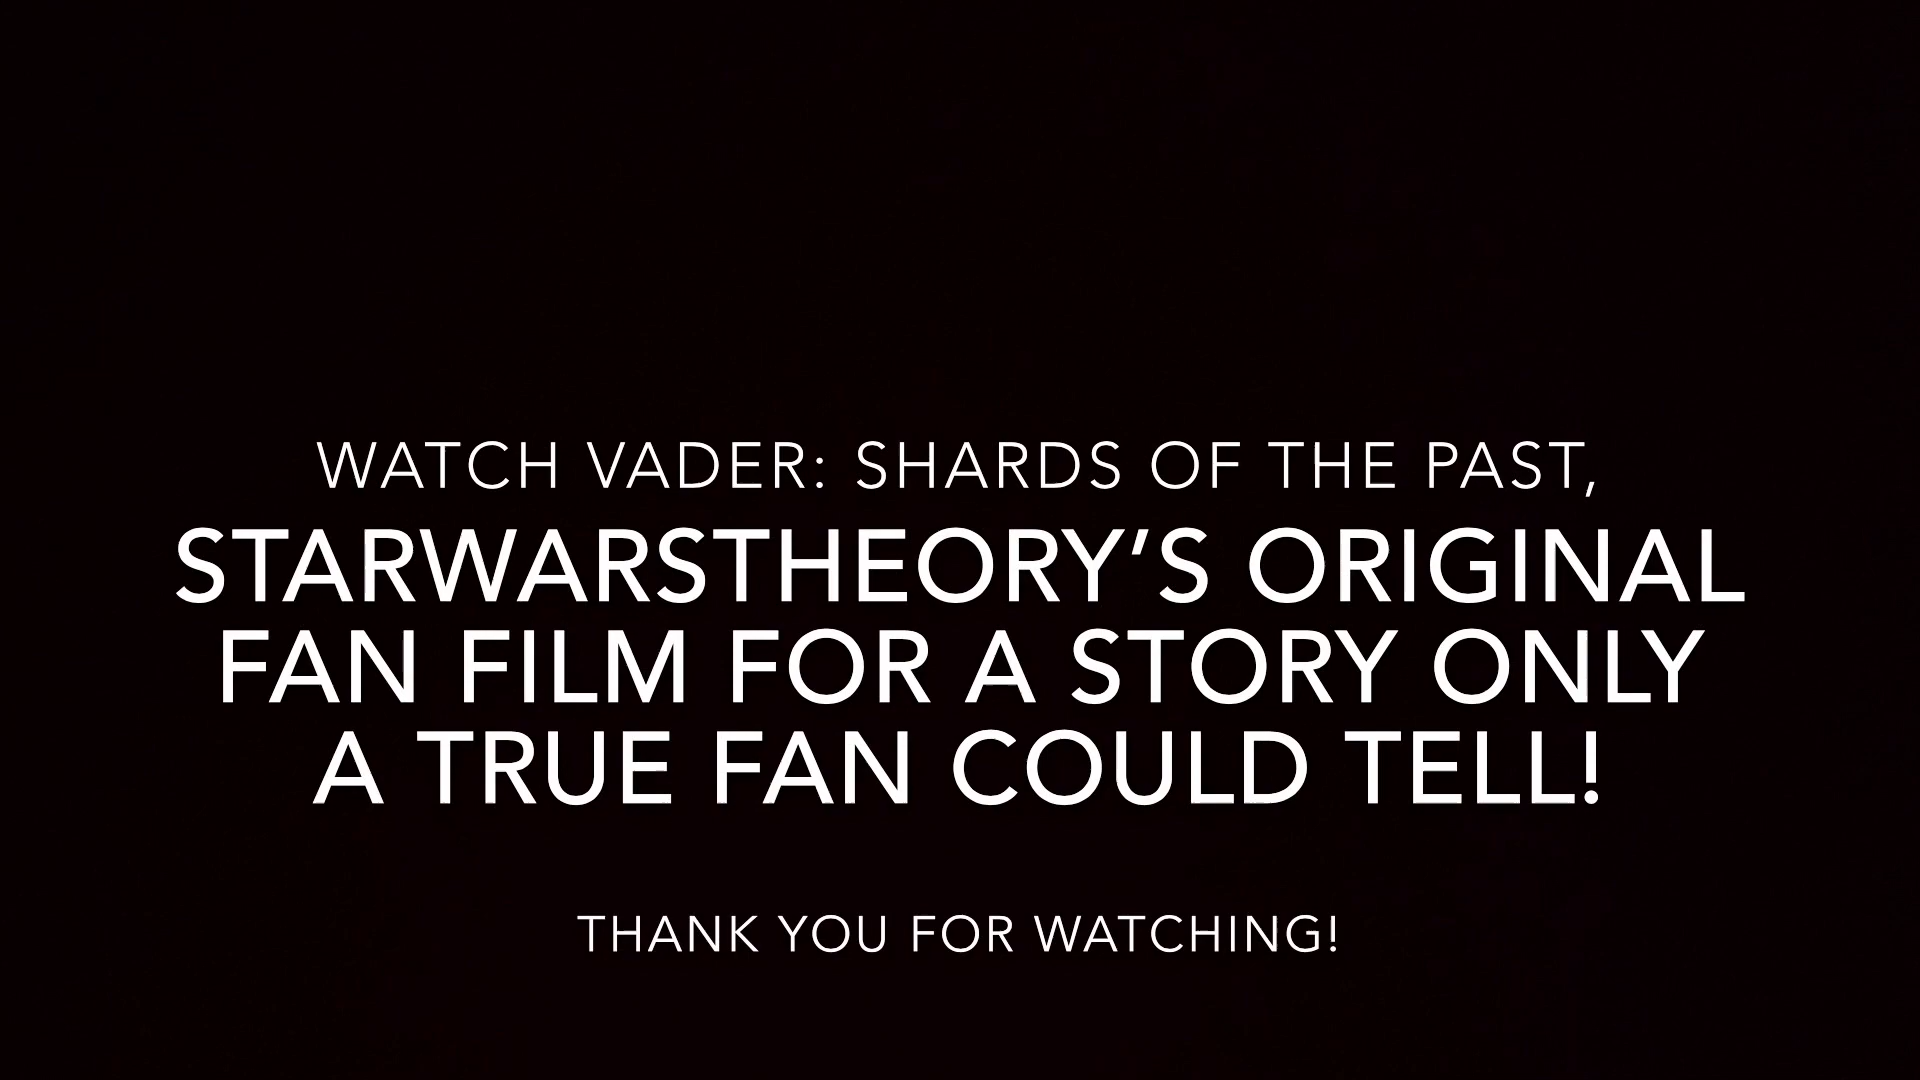 WATCH VADER: SHARDS OF THE PAST,
STARWARSTHEORY’S ORIGINAL
FAN FILM FOR A STORY ONLY
A TRUE FAN COULD TELL!
THANK YOU FOR WATCHING!